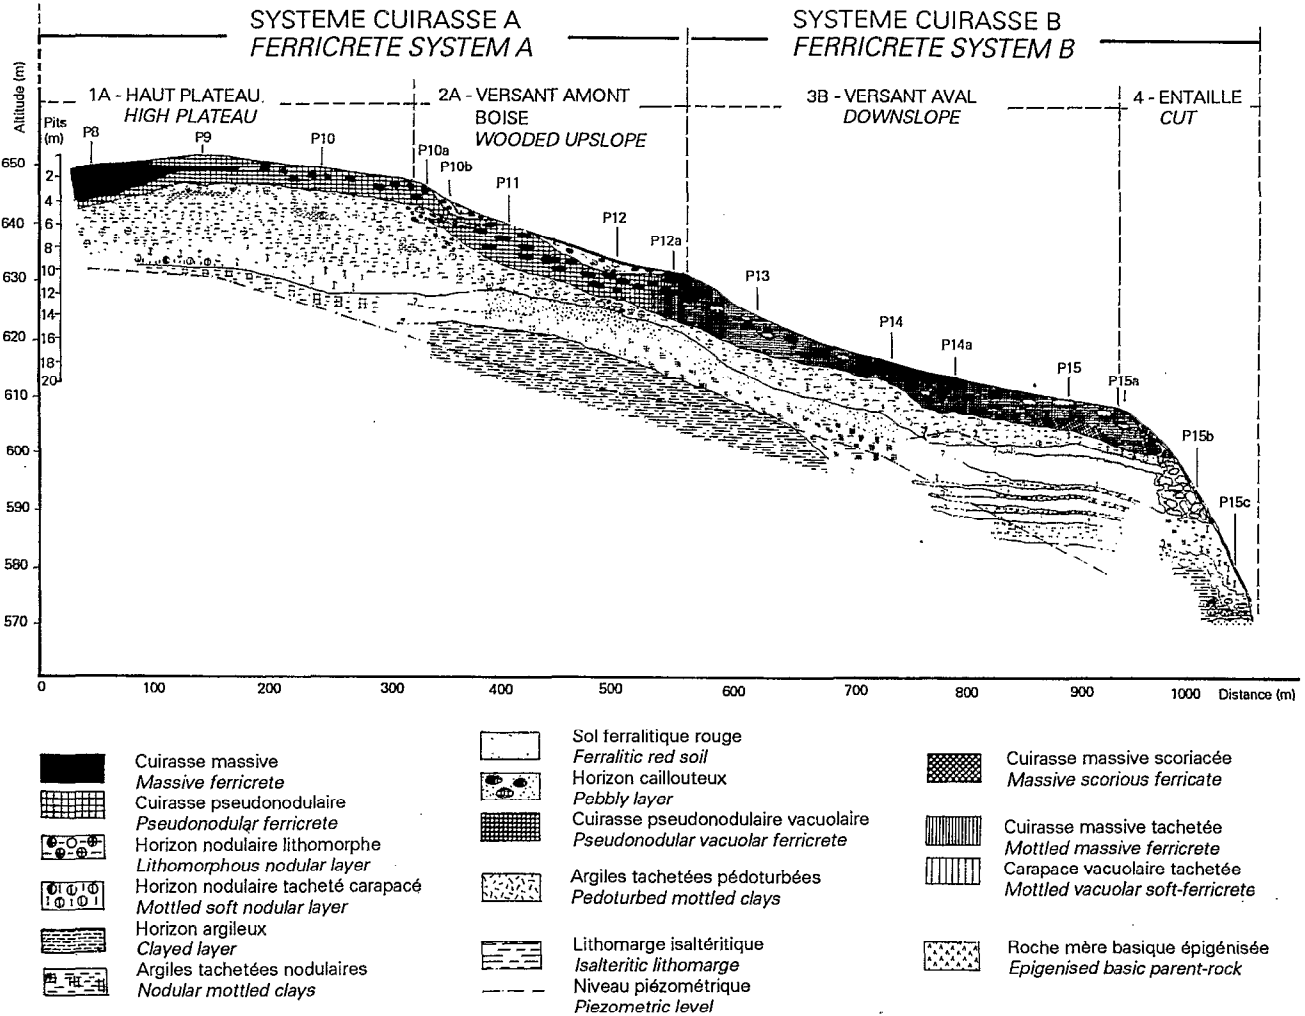 SYSTEME CUIRASSE A
FERRICRETE SYSTEM A
SYSTEME CUIRASSE B
FERRICRETE SYSTEM B
1A - HAUT PLATEAU
HIGH PLATEAU
2A - VERSANT AMONT
BOISE
WOODED UPSLOPE
3B - VERSANT AVAL
DOWNSLOPE
4 - ENTAILLE
CUT
Altitude (m)
Pits
(m)
P8
P9
P10
P10a
P10b
P11
P12
P12a
P13
P14
P14a
P15
P15a
P15b
P15c
650
640
630
620
610
600
590
580
570
2
4
6
8
10
12
14
16
18
20
0 100 200 300 400 500 600 700 800 900 1000 Distance (m)
Cuirasse massive
Massive ferricrete
Cuirasse pseudonodulaire
Pseudonodular ferricrete
Horizon nodulaire lithomorphe
Lithomorphous nodular layer
Horizon nodulaire tacheté carapacé
Mottled soft nodular layer
Horizon argileux
Clayed layer
Argiles tachetées nodulaires
Nodular mottled clays
Sol ferralitique rouge
Ferralitic red soil
Horizon caillouteux
Pebbly layer
Cuirasse pseudonodulaire vacuolaire
Pseudonodular vacuolar ferricrete
Argiles tachetées pédoturbées
Pedoturbed mottled clays
Lithomarge isaltéritique
Isalteritic lithomarge
Niveau piézométrique
Piezometric level
Cuirasse massive scoriacée
Massive scorious ferricate
Cuirasse massive tachetée
Mottled massive ferricrete
Carapace vacuolaire tachetée
Mottled vacuolar soft-ferricrete
Roche mère basique épigénisée
Epigenised basic parent-rock